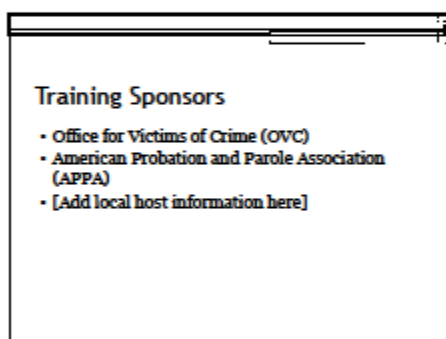 Training Sponsors
▪ Office for Victims of Crime (OVC)
▪ American Probation and Parole Association
(APPA)
▪ [Add local host information here]